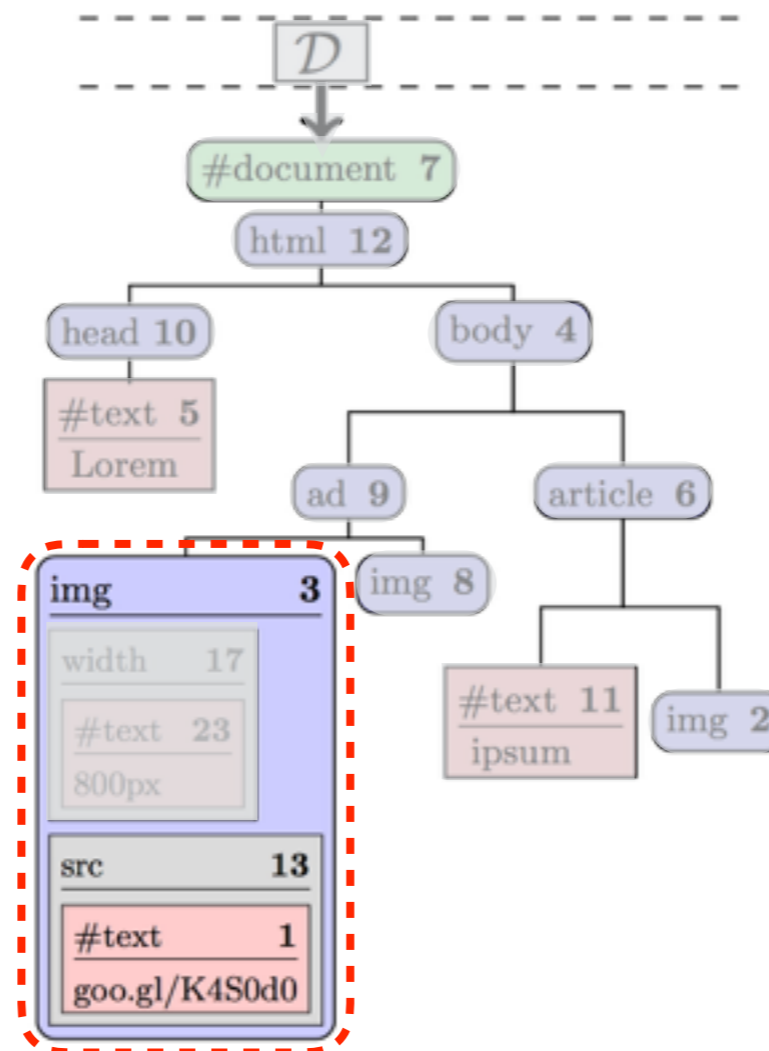 D
#document 7
html 12
head 10
body 4
#text 5
Lorem
ad 9
article 6
img 3
img 8
width 17
#text 23
800px
#text 11
ipsum
img 2
src 13
#text 1
goo.gl/K4S0d0